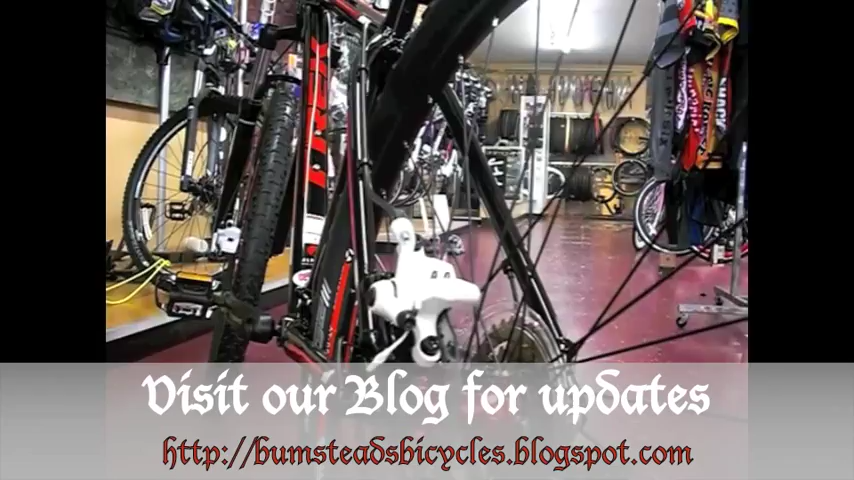 Visit our Blog for updates
http://bumsteadsbicycles.blogspot.com